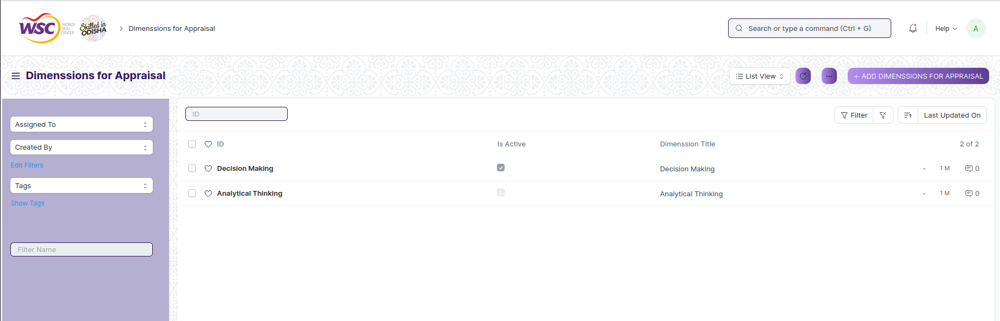 WSC WORLD SKILL CENTER
Skilled in ODISHA
Dimenssions for Appraisal
Search or type a command (Ctrl + G)
Help
A
Dimenssions for Appraisal
List View
+ ADD DIMENSSIONS FOR APPRAISAL
Assigned To
Created By
Edit Filters
Tags
Show Tags
Filter Name
ID
Filter
Last Updated On
ID Is Active Dimenssion Title 2 of 2
Decision Making Decision Making - 1 M 0
Analytical Thinking Analytical Thinking - 1 M 0